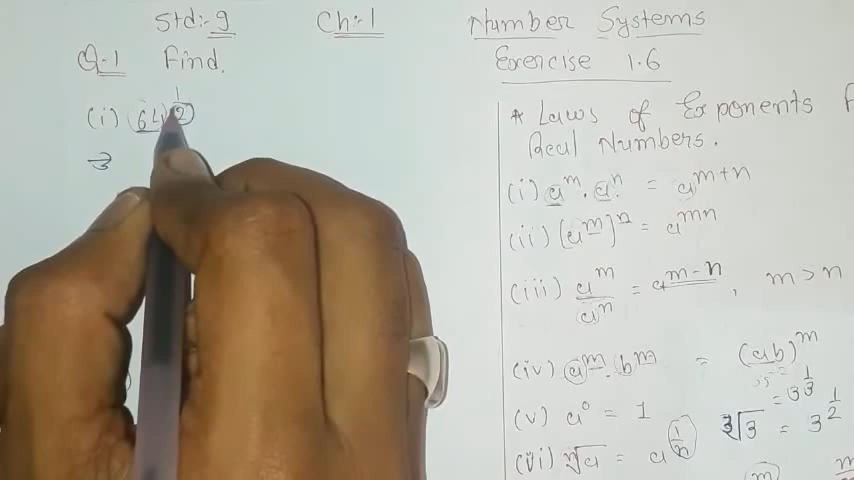 Std:-9 Ch:-1 Number Systems
Exercise 1.6
Q-1 Find.
(i) (64)^1/2
⇒
* Laws of Exponents f
Real Numbers.
(i) a^m · a^n = a^m+n
(ii) (a^m)^n = a^mn
(iii) a^m/a^n = a^m-n, m > n
(iv) a^m · b^m = (ab)^m
= 3^1/3
(v) a^0 = 1 3√3 = 3^1/2
(vi) n√a = a^1/n
m m